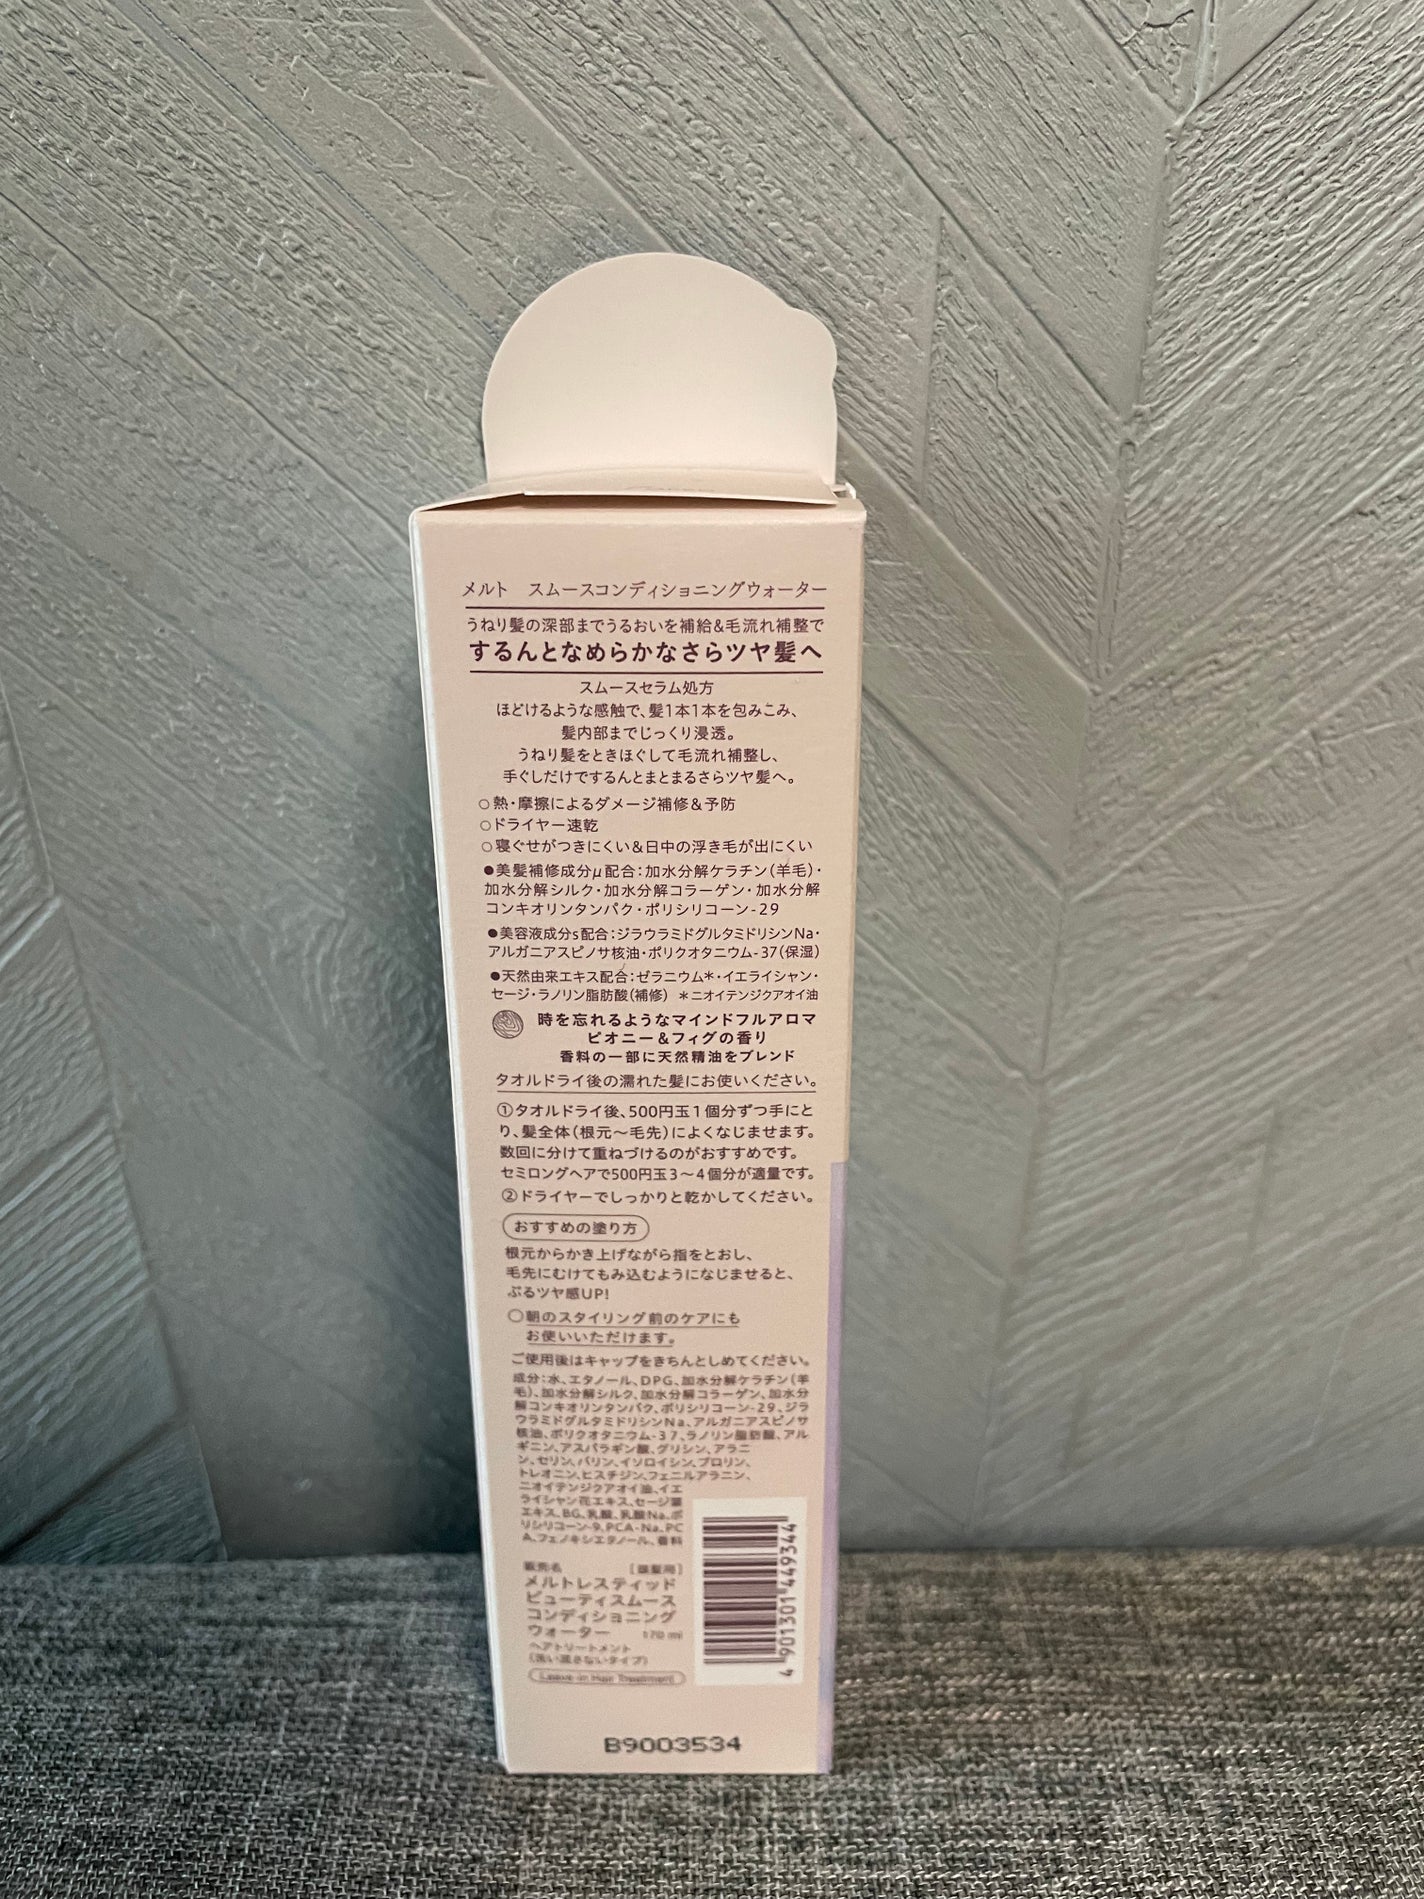 メルト　スムースコンディショニングウォーター
うねり髪の深部までうるおいを補給&毛流れ補整で
するんとなめらかなさらツヤ髪へ
スムースセラム処方
ほどけるような感触で、髪1本1本を包みこみ、
髪内部までじっくり浸透。
うねり髪をときほぐして毛流れ補整し、
手ぐしだけでするんとまとまるさらツヤ髪へ。
○熱・摩擦によるダメージ補修&予防
○ドライヤー速乾
○寝ぐせがつきにくい&日中の浮き毛が出にくい
●美髪補修成分μ配合：加水分解ケラチン(羊毛)・
加水分解シルク・加水分解コラーゲン・加水分解
コンキオリンタンパク・ポリシリコーン-29
●美容液成分s配合：ジラウラミドグルタミドリシンNa・
アルガニアスピノサ核油・ポリクオタニウム-37(保湿)
●天然由来エキス配合：ゼラニウム＊・イエライシャン・
セージ・ラノリン脂肪酸(補修)　＊ニオイテンジクアオイ油
時を忘れるようなマインドフルアロマ
ピオニー&フィグの香り
香料の一部に天然精油をブレンド
タオルドライ後の濡れた髪にお使いください。
①タオルドライ後、500円玉1個分ずつ手にと
り、髪全体(根元～毛先)によくなじませます。
数回に分けて重ねづけるのがおすすめです。
セミロングヘアで500円玉3～4個分が適量です。
②ドライヤーでしっかりと乾かしてください。
おすすめの塗り方
根元からかき上げながら指をとおし、
毛先にむけてもみ込むようになじませると、
ぷるツヤ感UP!
○朝のスタイリング前のケアにも
お使いいただけます。
ご使用後はキャップをきちんとしめてください。
成分：水、エタノール、DPG、加水分解ケラチン(羊
毛)、加水分解シルク、加水分解コラーゲン、加水分
解コンキオリンタンパク、ポリシリコーン-29、ジラ
ウラミドグルタミドリシンNa、アルガニアスピノサ
核油、ポリクオタニウム-37、ラノリン脂肪酸、アル
ギニン、アスパラギン酸、グリシン、アラニ
ン、セリン、バリン、イソロイシン、プロリン、
トレオニン、ヒスチジン、フェニルアラニン、
ニオイテンジクアオイ油、イエ
ライシャン花エキス、セージ葉
エキス、BG、乳酸、乳酸Na、ポ
リシリコーン-9、PCA-Na、PC
A、フェノキシエタノール、香料
販売名　[頭髪用]
メルトレスティッド
ビューティスムース
コンディショニング
ウォーター　170 ml
ヘアトリートメント
(洗い流さないタイプ)
Leave-in Hair Treatment
4 901301 449344
B9003534